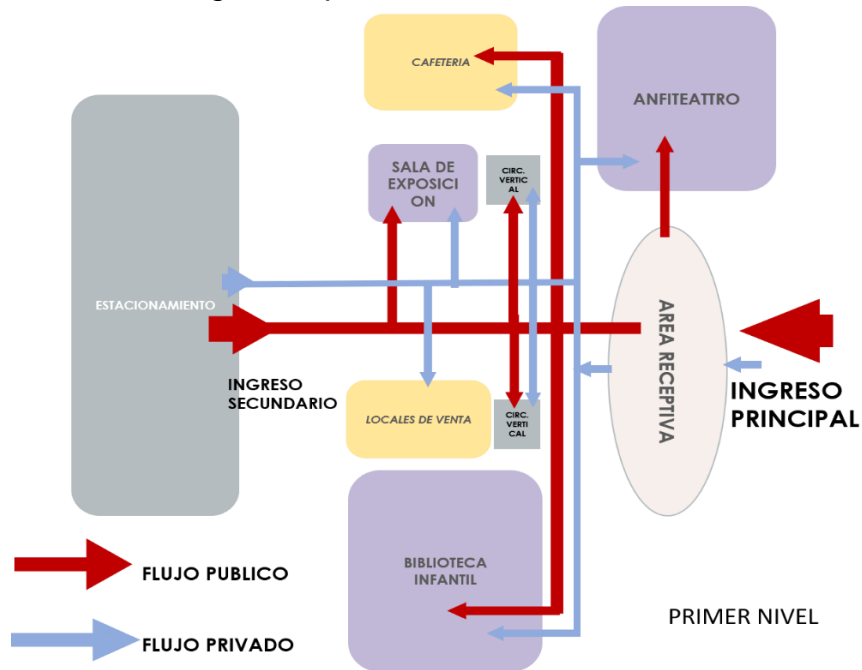 CAFETERIA
ANFITEATTRO
SALA DE
EXPOSICI
ON
CIRC.
VERTIC
AL
ESTACIONAMIENTO
AREA RECEPTIVA
INGRESO
SECUNDARIO
INGRESO
PRINCIPAL
LOCALES DE VENTA
CIRC.
VERTI
CAL
BIBLIOTECA
INFANTIL
FLUJO PUBLICO
FLUJO PRIVADO
PRIMER NIVEL